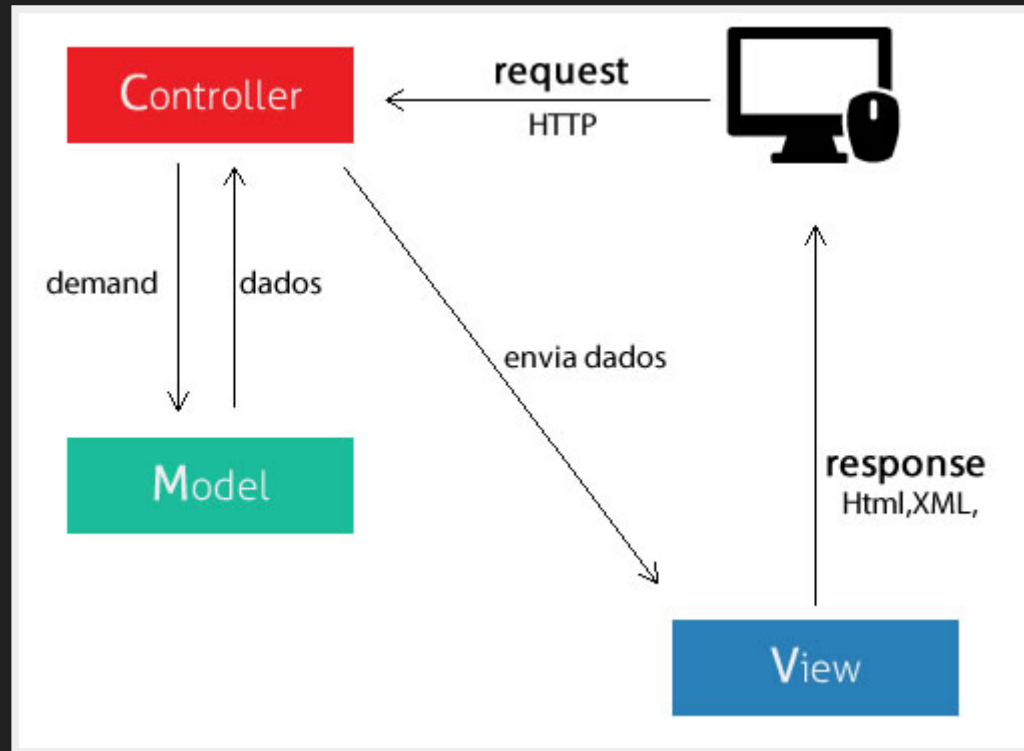 Controller
request
HTTP
demand
dados
envia dados
Model
response
Html,XML,
View